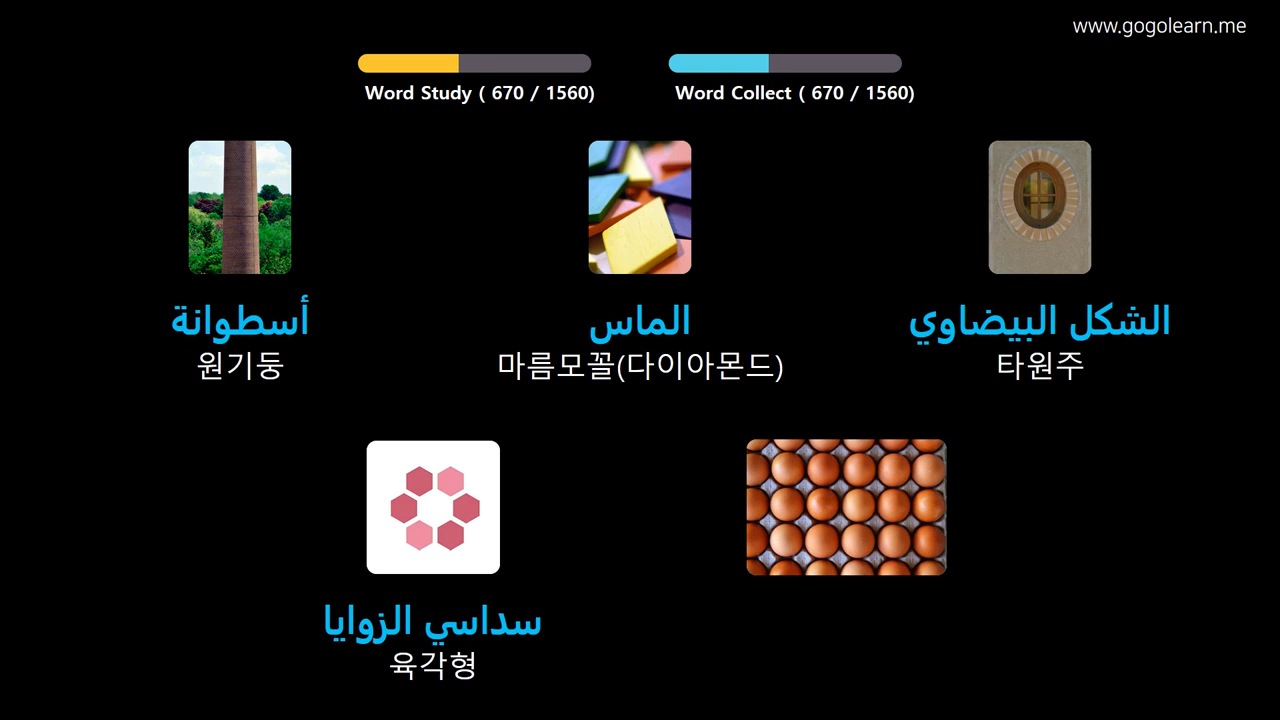 www.gogolearn.me
Word Study ( 670 / 1560)
Word Collect ( 670 / 1560)
أسطوانة
원기둥
الماس
마름모꼴(다이아몬드)
الشكل البيضاوي
타원주
سداسي الزوايا
육각형